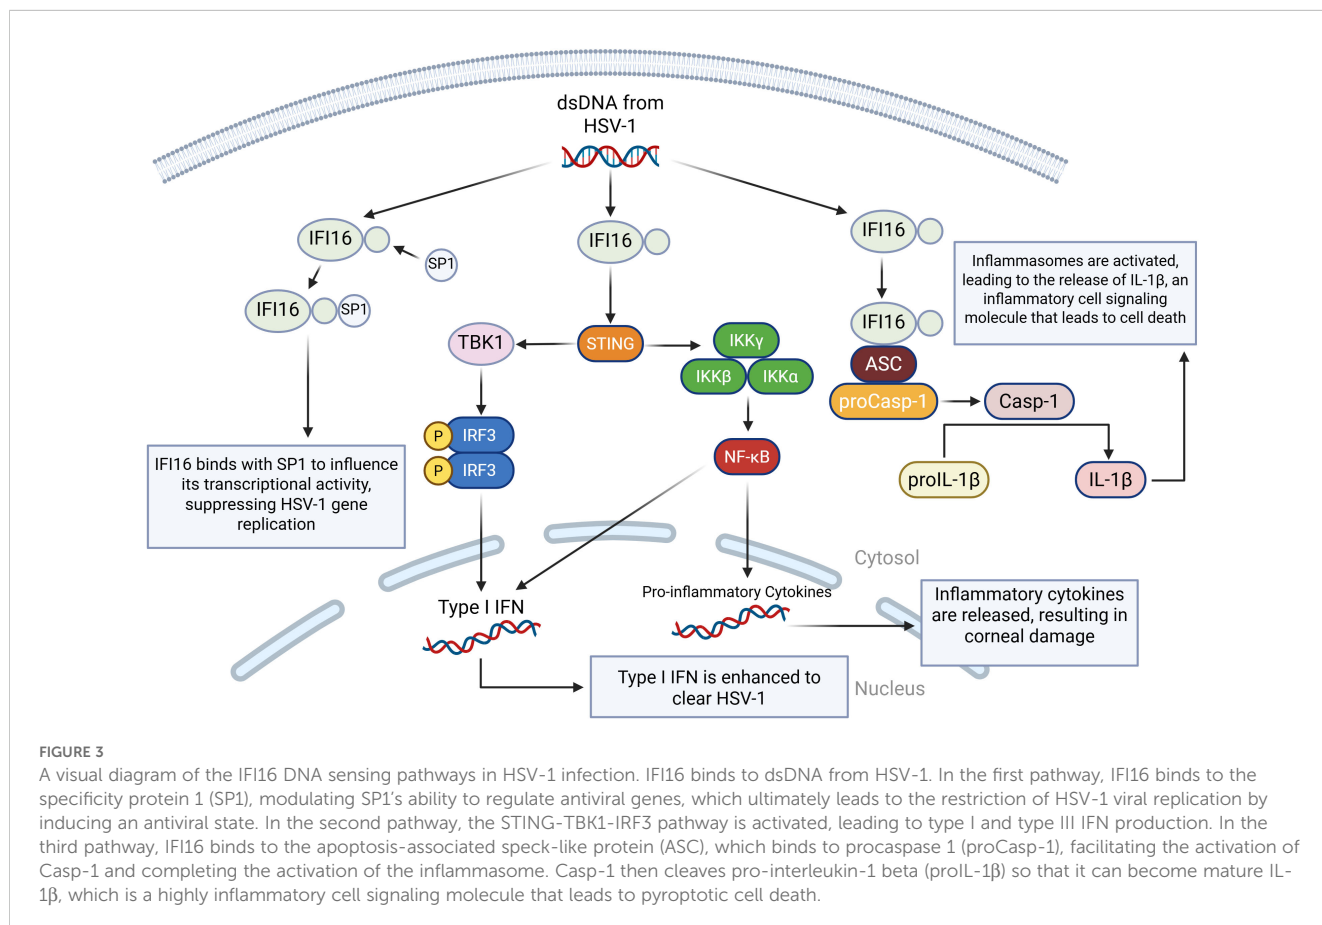 dsDNA from
HSV-1
IFI16
SP1
IFI16
SP1
IFI16 binds with SP1 to influence
its transcriptional activity,
suppressing HSV-1 gene
replication
IFI16
STING
TBK1
P
IRF3
P
IRF3
IKKγ
IKKβ
IKKα
NF-κB
Type I IFN
Pro-inflammatory Cytokines
Type I IFN is enhanced to
clear HSV-1
Inflammatory cytokines
are released, resulting in
corneal damage
Cytosol
Nucleus
IFI16
IFI16
ASC
proCasp-1
Casp-1
proIL-1β
IL-1β
Inflammasomes are activated,
leading to the release of IL-1β, an
inflammatory cell signaling
molecule that leads to cell death
FIGURE 3
A visual diagram of the IFI16 DNA sensing pathways in HSV-1 infection. IFI16 binds to dsDNA from HSV-1. In the first pathway, IFI16 binds to the
specificity protein 1 (SP1), modulating SP1's ability to regulate antiviral genes, which ultimately leads to the restriction of HSV-1 viral replication by
inducing an antiviral state. In the second pathway, the STING-TBK1-IRF3 pathway is activated, leading to type I and type III IFN production. In the
third pathway, IFI16 binds to the apoptosis-associated speck-like protein (ASC), which binds to procaspase 1 (proCasp-1), facilitating the activation of
Casp-1 and completing the activation of the inflammasome. Casp-1 then cleaves pro-interleukin-1 beta (proIL-1β) so that it can become mature IL-
1β, which is a highly inflammatory cell signaling molecule that leads to pyroptotic cell death.